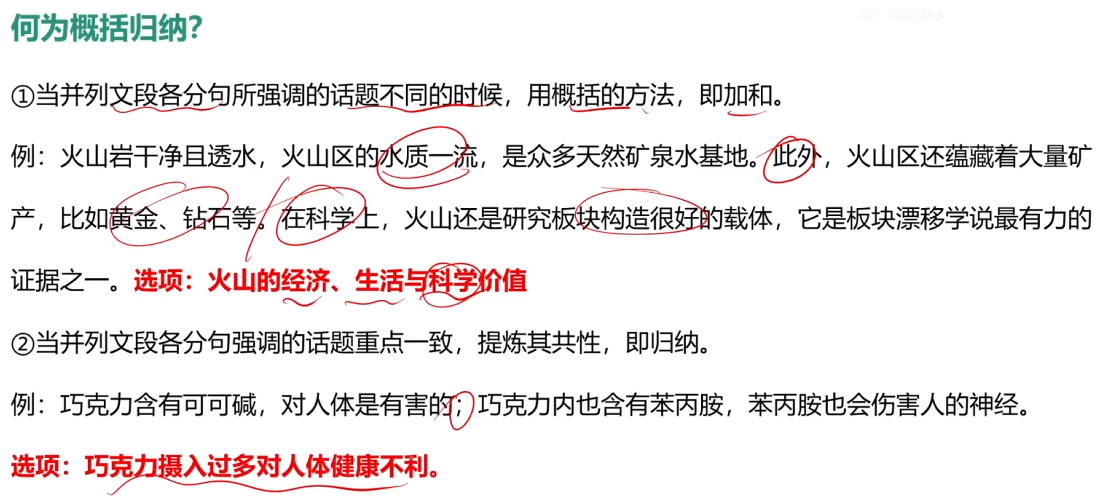 ID：3555369
何为概括归纳？
①当并列文段各分句所强调的话题不同的时候，用概括的方法，即加和。
例：火山岩干净且透水，火山区的水质一流，是众多天然矿泉水基地。此外，火山区还蕴藏着大量矿
产，比如黄金、钻石等。在科学上，火山还是研究板块构造很好的载体，它是板块漂移学说最有力的
证据之一。选项：火山的经济、生活与科学价值
②当并列文段各分句强调的话题重点一致，提炼其共性，即归纳。
例：巧克力含有可可碱，对人体是有害的；巧克力内也含有苯丙胺，苯丙胺也会伤害人的神经。
选项：巧克力摄入过多对人体健康不利。